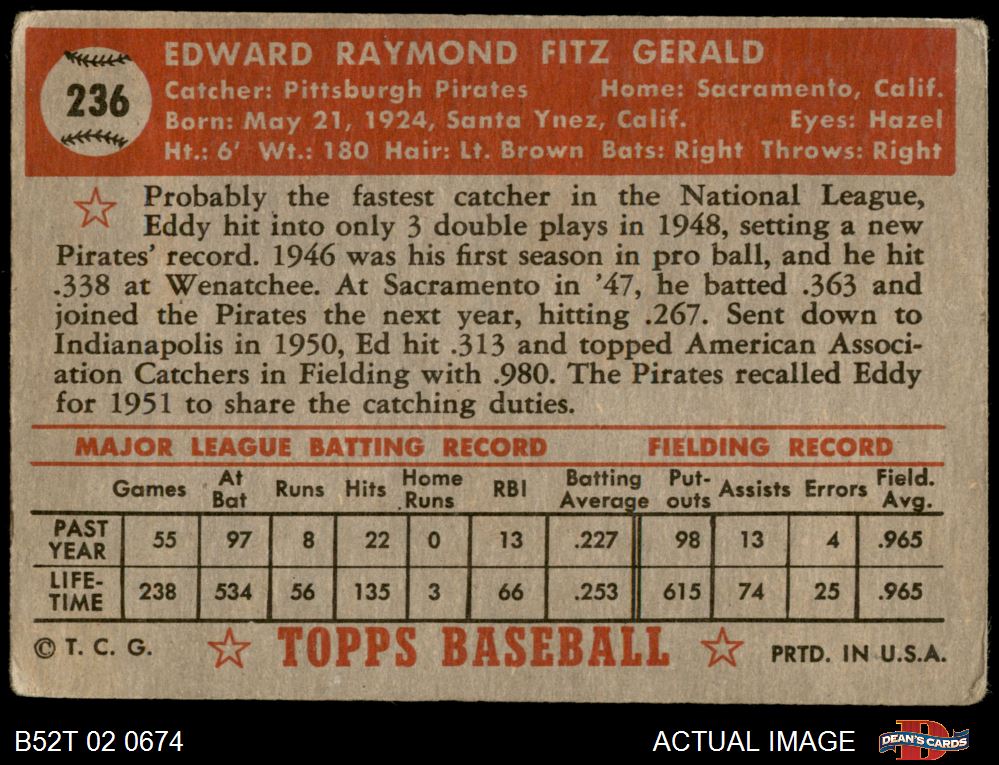 236
EDWARD RAYMOND FITZ GERALD
Catcher: Pittsburgh Pirates Home: Sacramento, Calif.
Born: May 21, 1924, Santa Ynez, Calif. Eyes: Hazel
Ht.: 6' Wt.: 180 Hair: Lt. Brown Bats: Right Throws: Right
Probably the fastest catcher in the National League,
Eddy hit into only 3 double plays in 1948, setting a new
Pirates' record. 1946 was his first season in pro ball, and he hit
.338 at Wenatchee. At Sacramento in '47, he batted .363 and
joined the Pirates the next year, hitting .267. Sent down to
Indianapolis in 1950, Ed hit .313 and topped American Associ-
ation Catchers in Fielding with .980. The Pirates recalled Eddy
for 1951 to share the catching duties.
MAJOR LEAGUE BATTING RECORD FIELDING RECORD
Games At Bat Runs Hits Home Runs RBI Batting Average Put-outs Assists Errors Field. Avg.
PAST YEAR 55 97 8 22 0 13 .227 98 13 4 .965
LIFE-TIME 238 534 56 135 3 66 .253 615 74 25 .965
© T. C. G. TOPPS BASEBALL PRTD. IN U.S.A.
B52T 02 0674 ACTUAL IMAGE DEAN'S CARDS